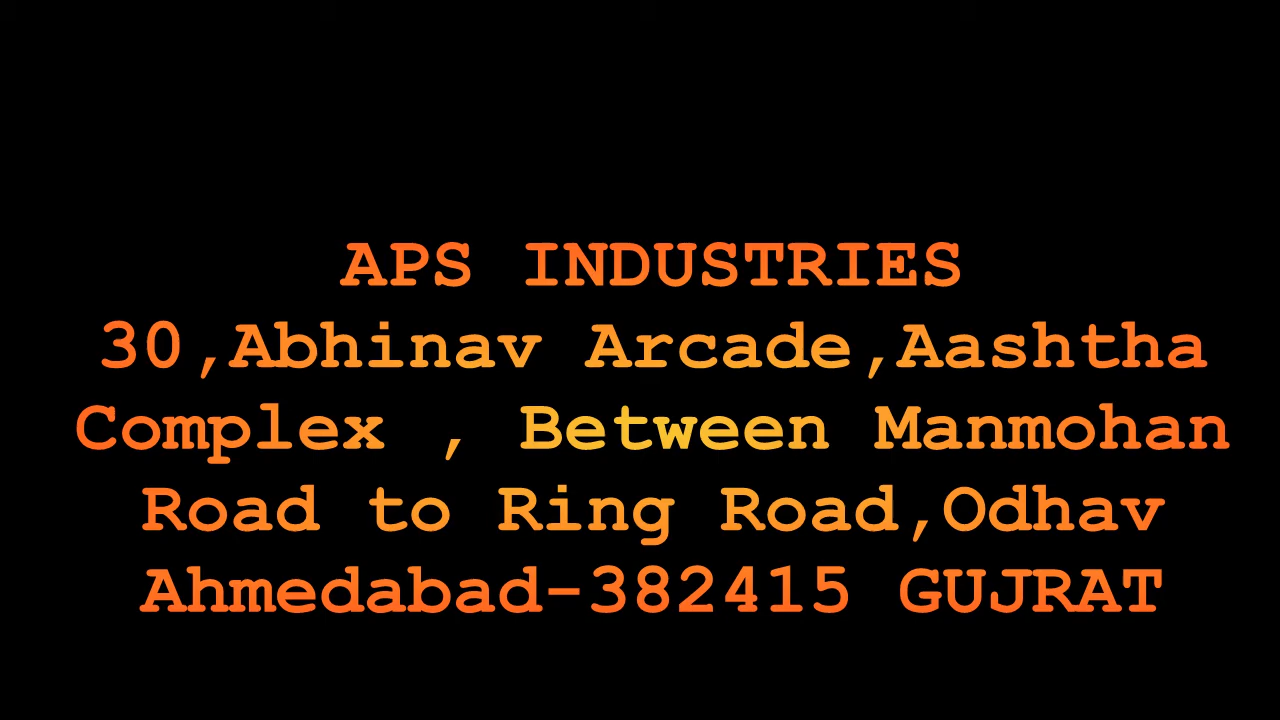 APS INDUSTRIES
30,Abhinav Arcade,Aashtha
Complex , Between Manmohan
Road to Ring Road,Odhav
Ahmedabad-382415 GUJRAT